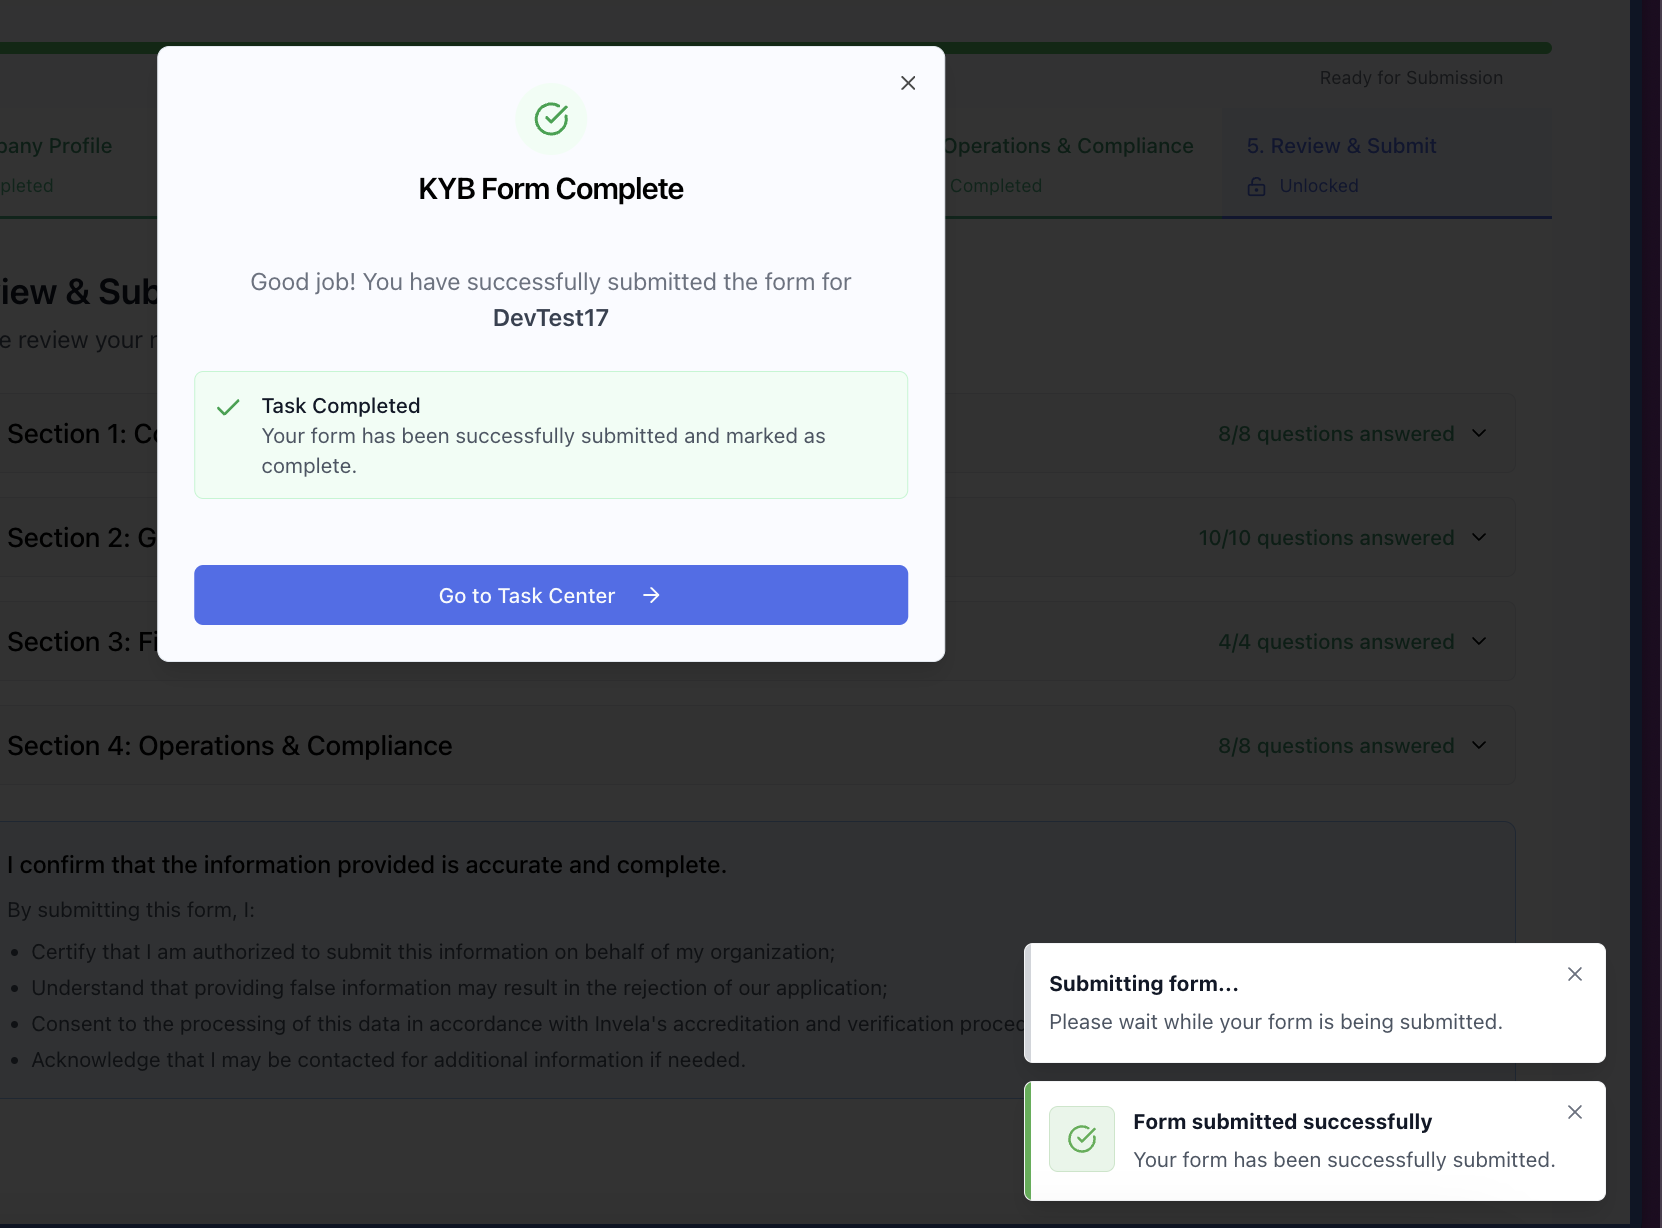 Ready for Submission
pany Profile
pleted
Operations & Compliance
Completed
5. Review & Submit
Unlocked
KYB Form Complete
Good job! You have successfully submitted the form for
DevTest17
Task Completed
Your form has been successfully submitted and marked as
complete.
Go to Task Center
iew & Sub
e review your r
Section 1: Co
8/8 questions answered
Section 2: G
10/10 questions answered
Section 3: Fi
4/4 questions answered
Section 4: Operations & Compliance
8/8 questions answered
I confirm that the information provided is accurate and complete.
By submitting this form, I:
• Certify that I am authorized to submit this information on behalf of my organization;
• Understand that providing false information may result in the rejection of our application;
• Consent to the processing of this data in accordance with Invela's accreditation and verification proced
• Acknowledge that I may be contacted for additional information if needed.
Submitting form...
Please wait while your form is being submitted.
Form submitted successfully
Your form has been successfully submitted.